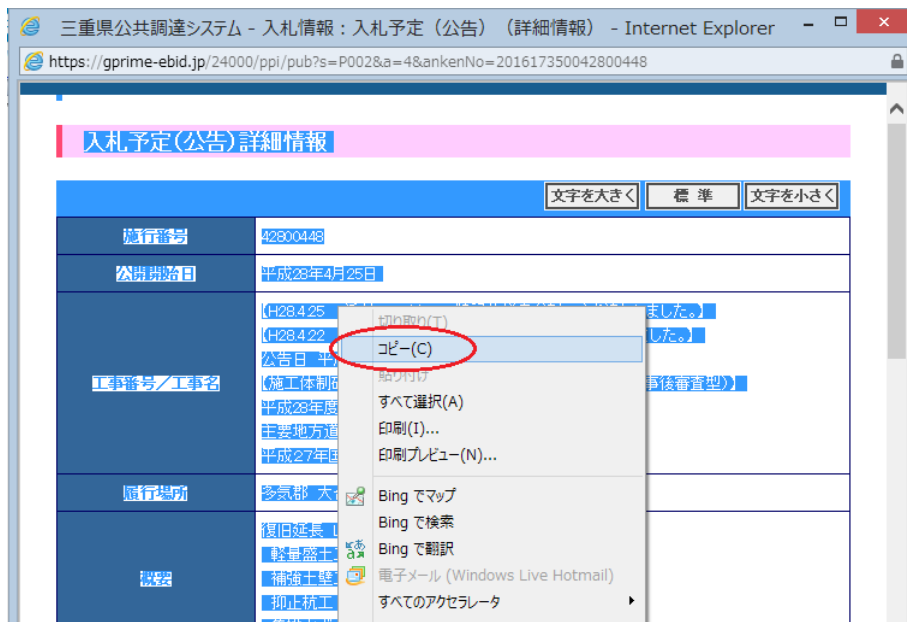 三重県公共調達システム - 入札情報：入札予定（公告）（詳細情報） - Internet Explorer
https://gprime-ebid.jp/24000/ppi/pub?s=P002&a=4&ankenNo=201617350042800448
入札予定(公告)詳細情報
文字を大きく 標準 文字を小さく
施行番号 42800448
公開開始日 平成28年4月25日
工事番号／工事名
【H28.4.25 ました。】
【H28.4.22 した。】
公告日 平
【施工体制 事後審査型)】
平成28年度
主要地方道
平成27年
履行場所 多気郡 大
概要
復旧延長
軽量盛土
補強土壁
抑止杭工
切り取り(T)
コピー(C)
貼り付け
すべて選択(A)
印刷(I)...
印刷プレビュー(N)...
Bing でマップ
Bing で検索
Bing で翻訳
電子メール (Windows Live Hotmail)
すべてのアクセラレータ